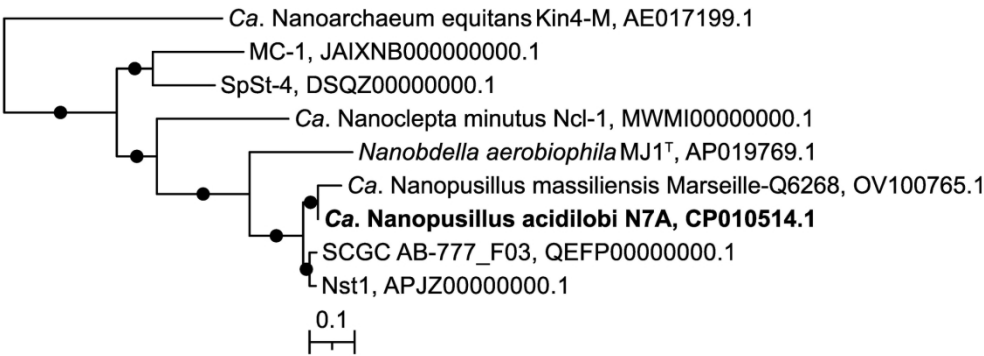 Ca. Nanoarchaeum equitans Kin4-M, AE017199.1
MC-1, JAIXNB000000000.1
SpSt-4, DSQZ00000000.1
Ca. Nanoclepta minutus Ncl-1, MWMI00000000.1
Nanobdella aerobiophila MJ1ᵀ, AP019769.1
Ca. Nanopusillus massiliensis Marseille-Q6268, OV100765.1
Ca. Nanopusillus acidilobi N7A, CP010514.1
SCGC AB-777_F03, QEFP00000000.1
Nst1, APJZ00000000.1
0.1